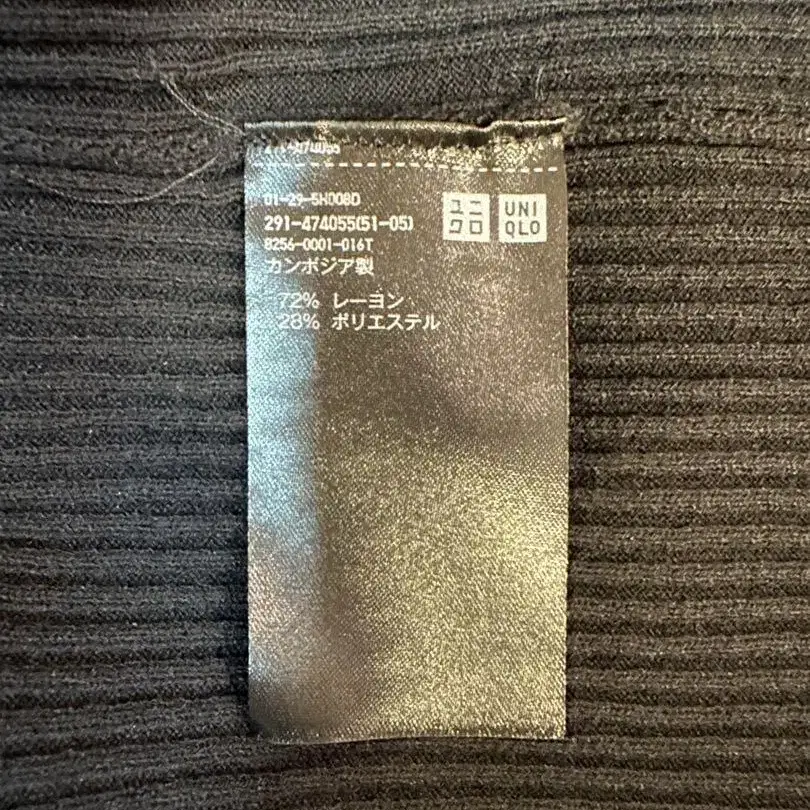 01-29-5H008D
291-474055(51-05)
8256-0001-016T
カンボジア製
72% レーヨン
28% ポリエステル
ユニ
クロ
UNI
QLO